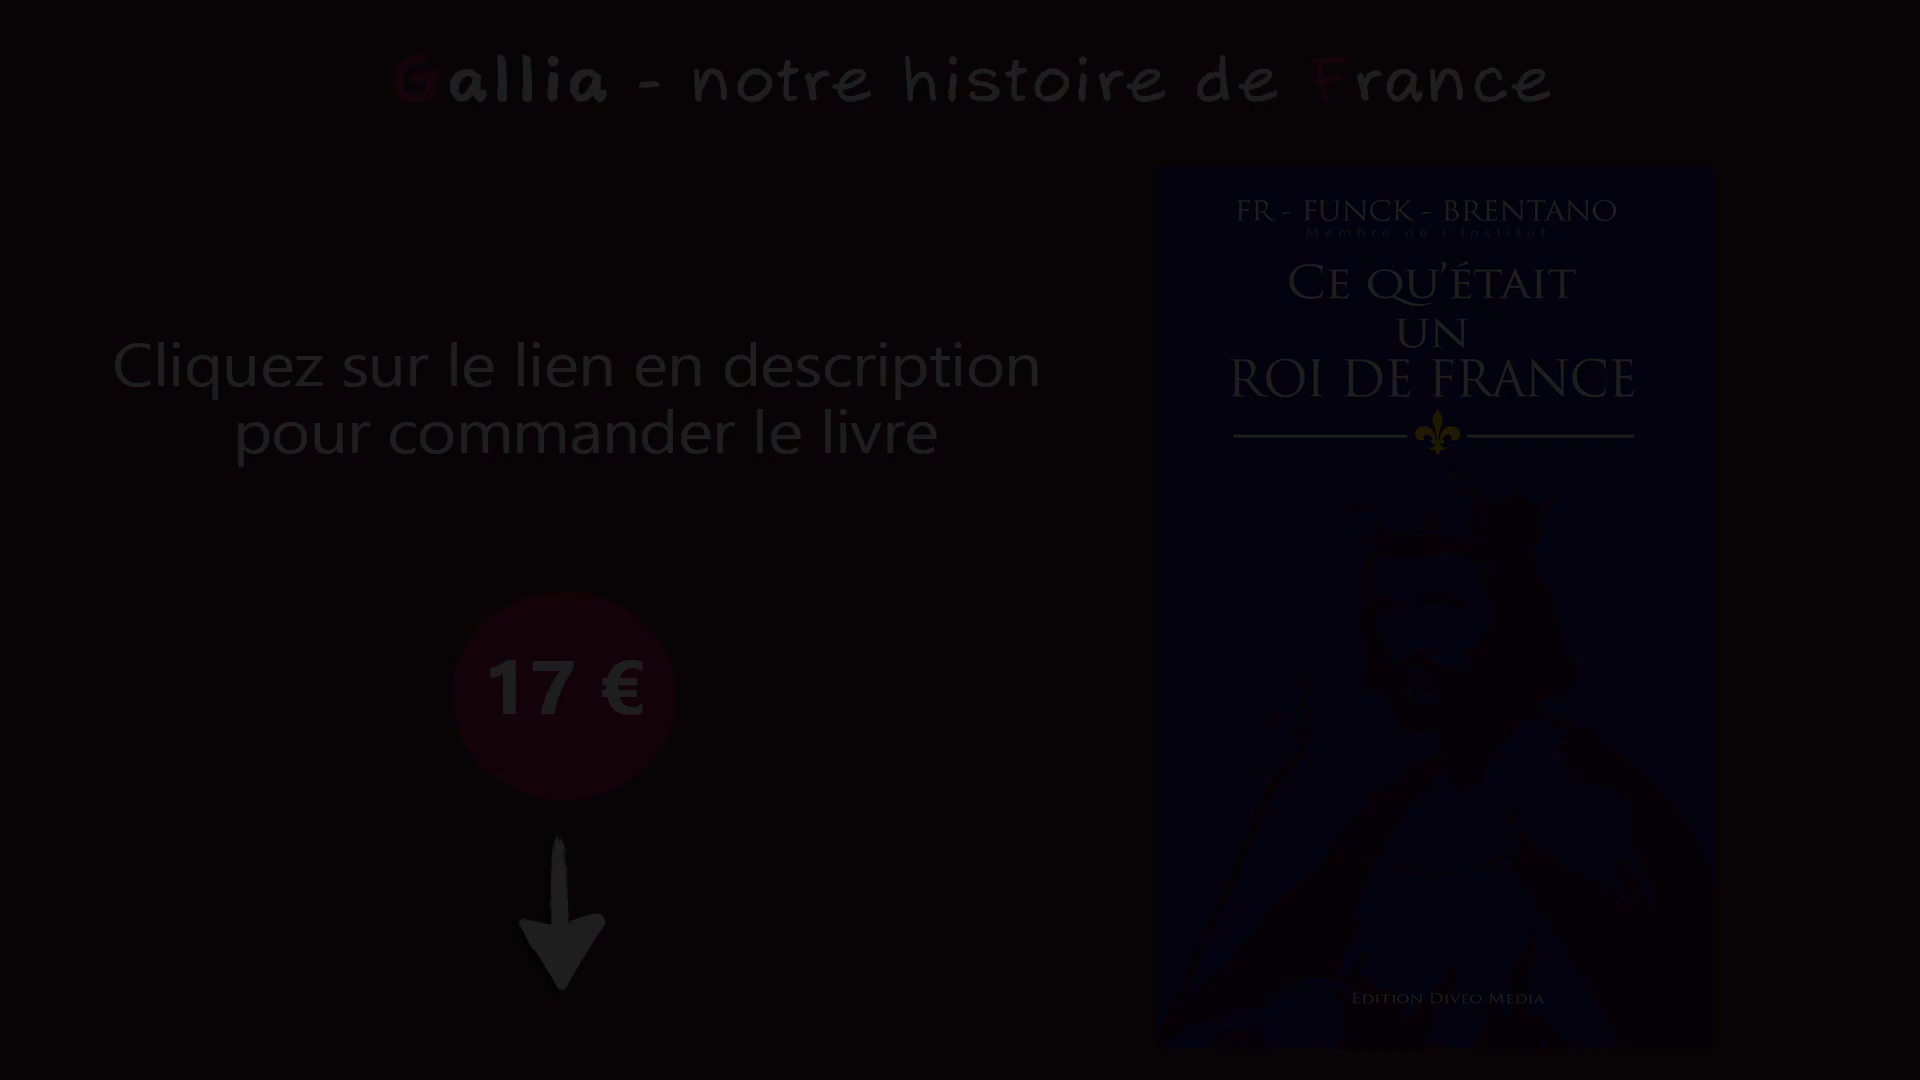 Gallia - notre histoire de France
Cliquez sur le lien en description
pour commander le livre
17 €
FR - FUNCK - BRENTANO
Membre de l'Institut
CE QU'ÉTAIT
UN
ROI DE FRANCE
EDITION DIVEO MEDIA